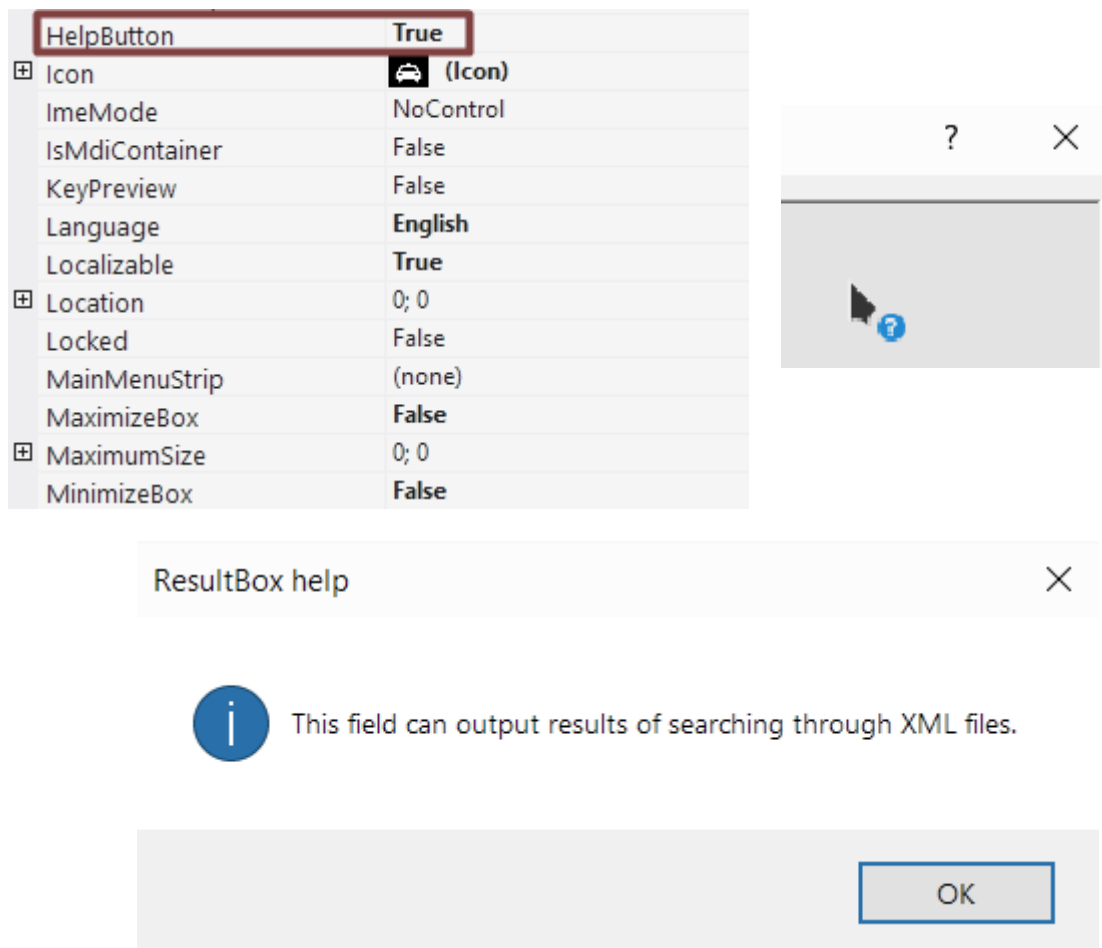 HelpButton True
Icon (Icon)
ImeMode NoControl
IsMdiContainer False
KeyPreview False
Language English
Localizable True
Location 0; 0
Locked False
MainMenuStrip (none)
MaximizeBox False
MaximumSize 0; 0
MinimizeBox False
?
?
ResultBox help
i This field can output results of searching through XML files.
OK